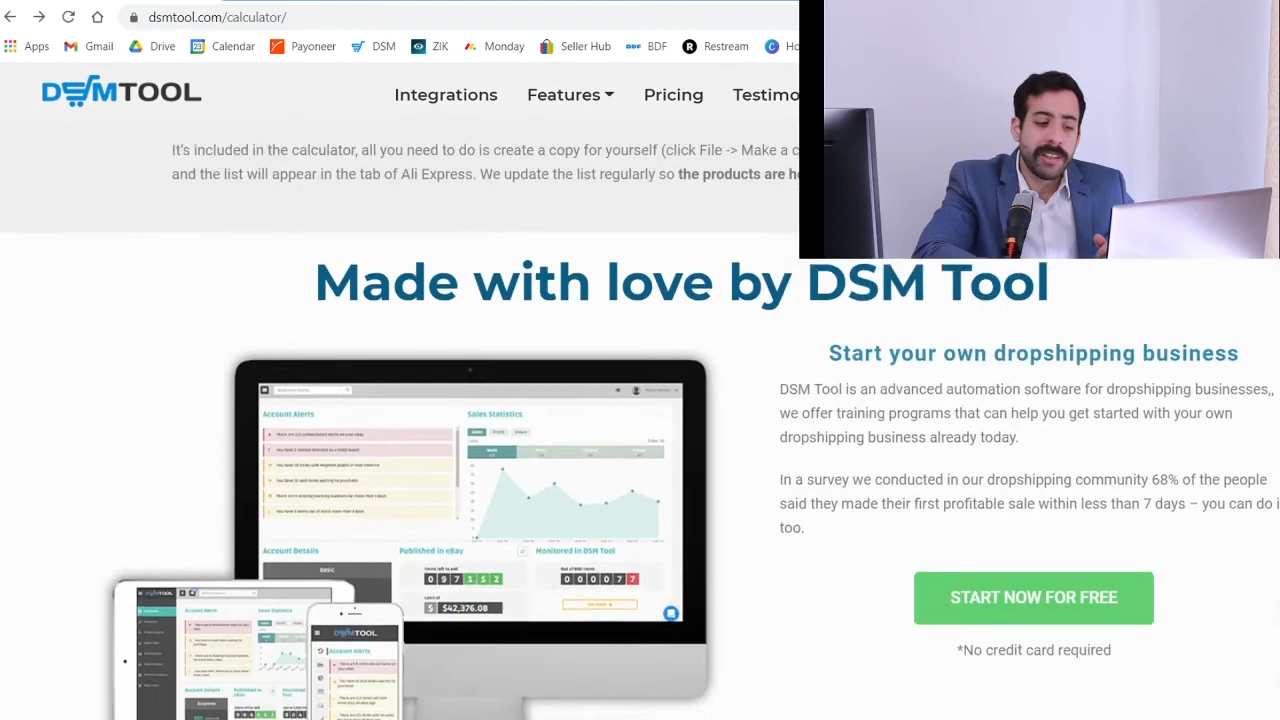 dsmtool.com/calculator/
Apps Gmail Drive Calendar Payoneer DSM ZIK Monday Seller Hub BDF Restream
DSMTOOL Integrations Features Pricing Testimo
It's included in the calculator, all you need to do is create a copy for yourself (click File -> Make a c
and the list will appear in the tab of Ali Express. We update the list regularly so the products are h
Made with love by DSM Tool
Start your own dropshipping business
DSM Tool is an advanced automation software for dropshipping businesses,,
we offer training programs that can help you get started with your own
dropshipping business already today.
In a survey we conducted in our dropshipping community 68% of the people
said they made their first profitable sale within less than 7 days – you can do i
too.
START NOW FOR FREE
*No credit card required
Account Alerts
Sales Statistics
Account Details
Published in eBay
Monitored in DSM Tool
Basic
$42,376.08
DSMTOOL
Account Alerts